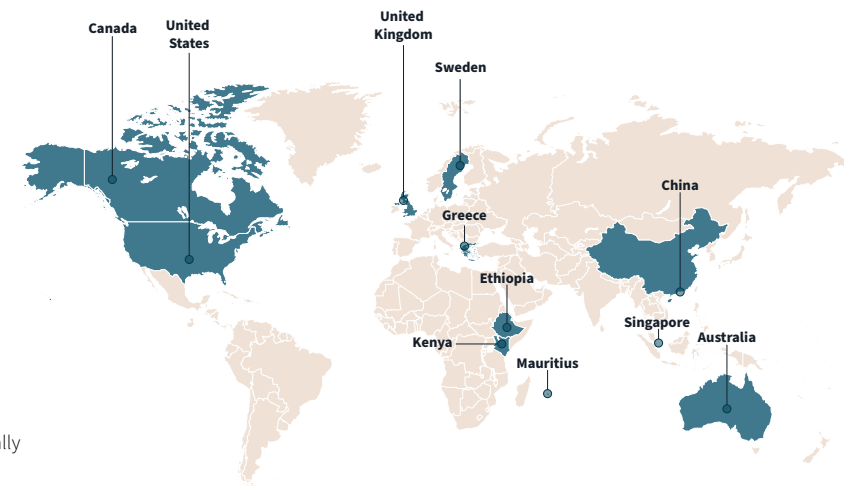 Canada
United
States
United
Kingdom
Sweden
China
Greece
Ethiopia
Singapore
Australia
Kenya
Mauritius
lly